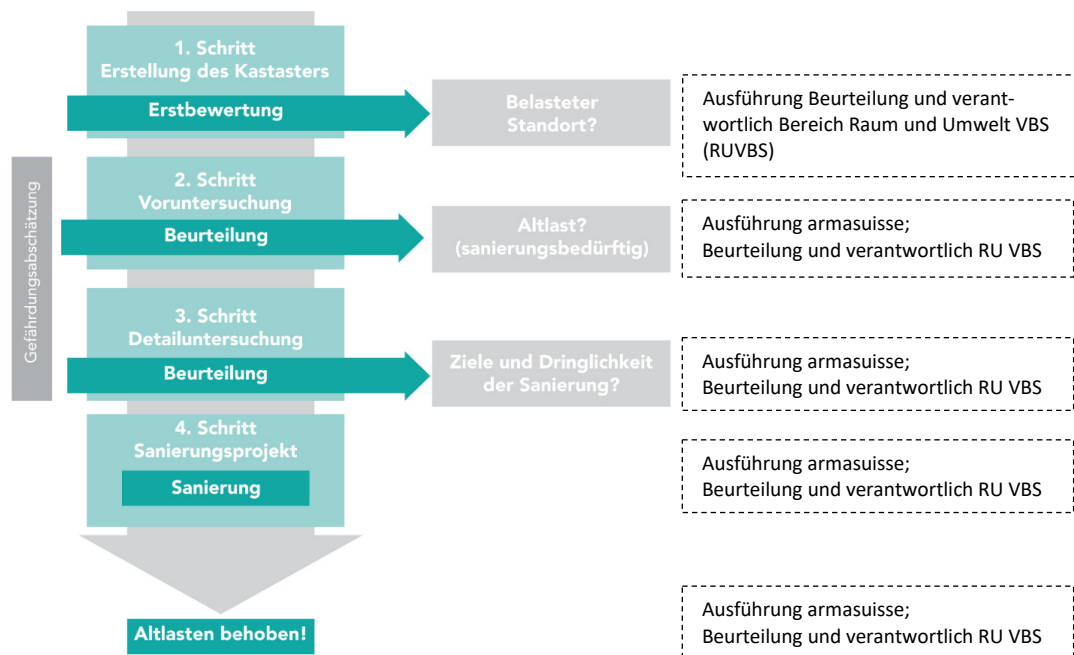 1. Schritt
Erstellung des Kastasters
Erstbewertung
Belasteter
Standort?
Ausführung Beurteilung und verant-
wortlich Bereich Raum und Umwelt VBS
(RUVBS)
Gefährdungsabschätzung
2. Schritt
Voruntersuchung
Beurteilung
Altlast?
(sanierungsbedürftig)
Ausführung armasuisse;
Beurteilung und verantwortlich RU VBS
3. Schritt
Detailuntersuchung
Beurteilung
Ziele und Dringlichkeit
der Sanierung?
Ausführung armasuisse;
Beurteilung und verantwortlich RU VBS
4. Schritt
Sanierungsprojekt
Sanierung
Ausführung armasuisse;
Beurteilung und verantwortlich RU VBS
Altlasten behoben!
Ausführung armasuisse;
Beurteilung und verantwortlich RU VBS